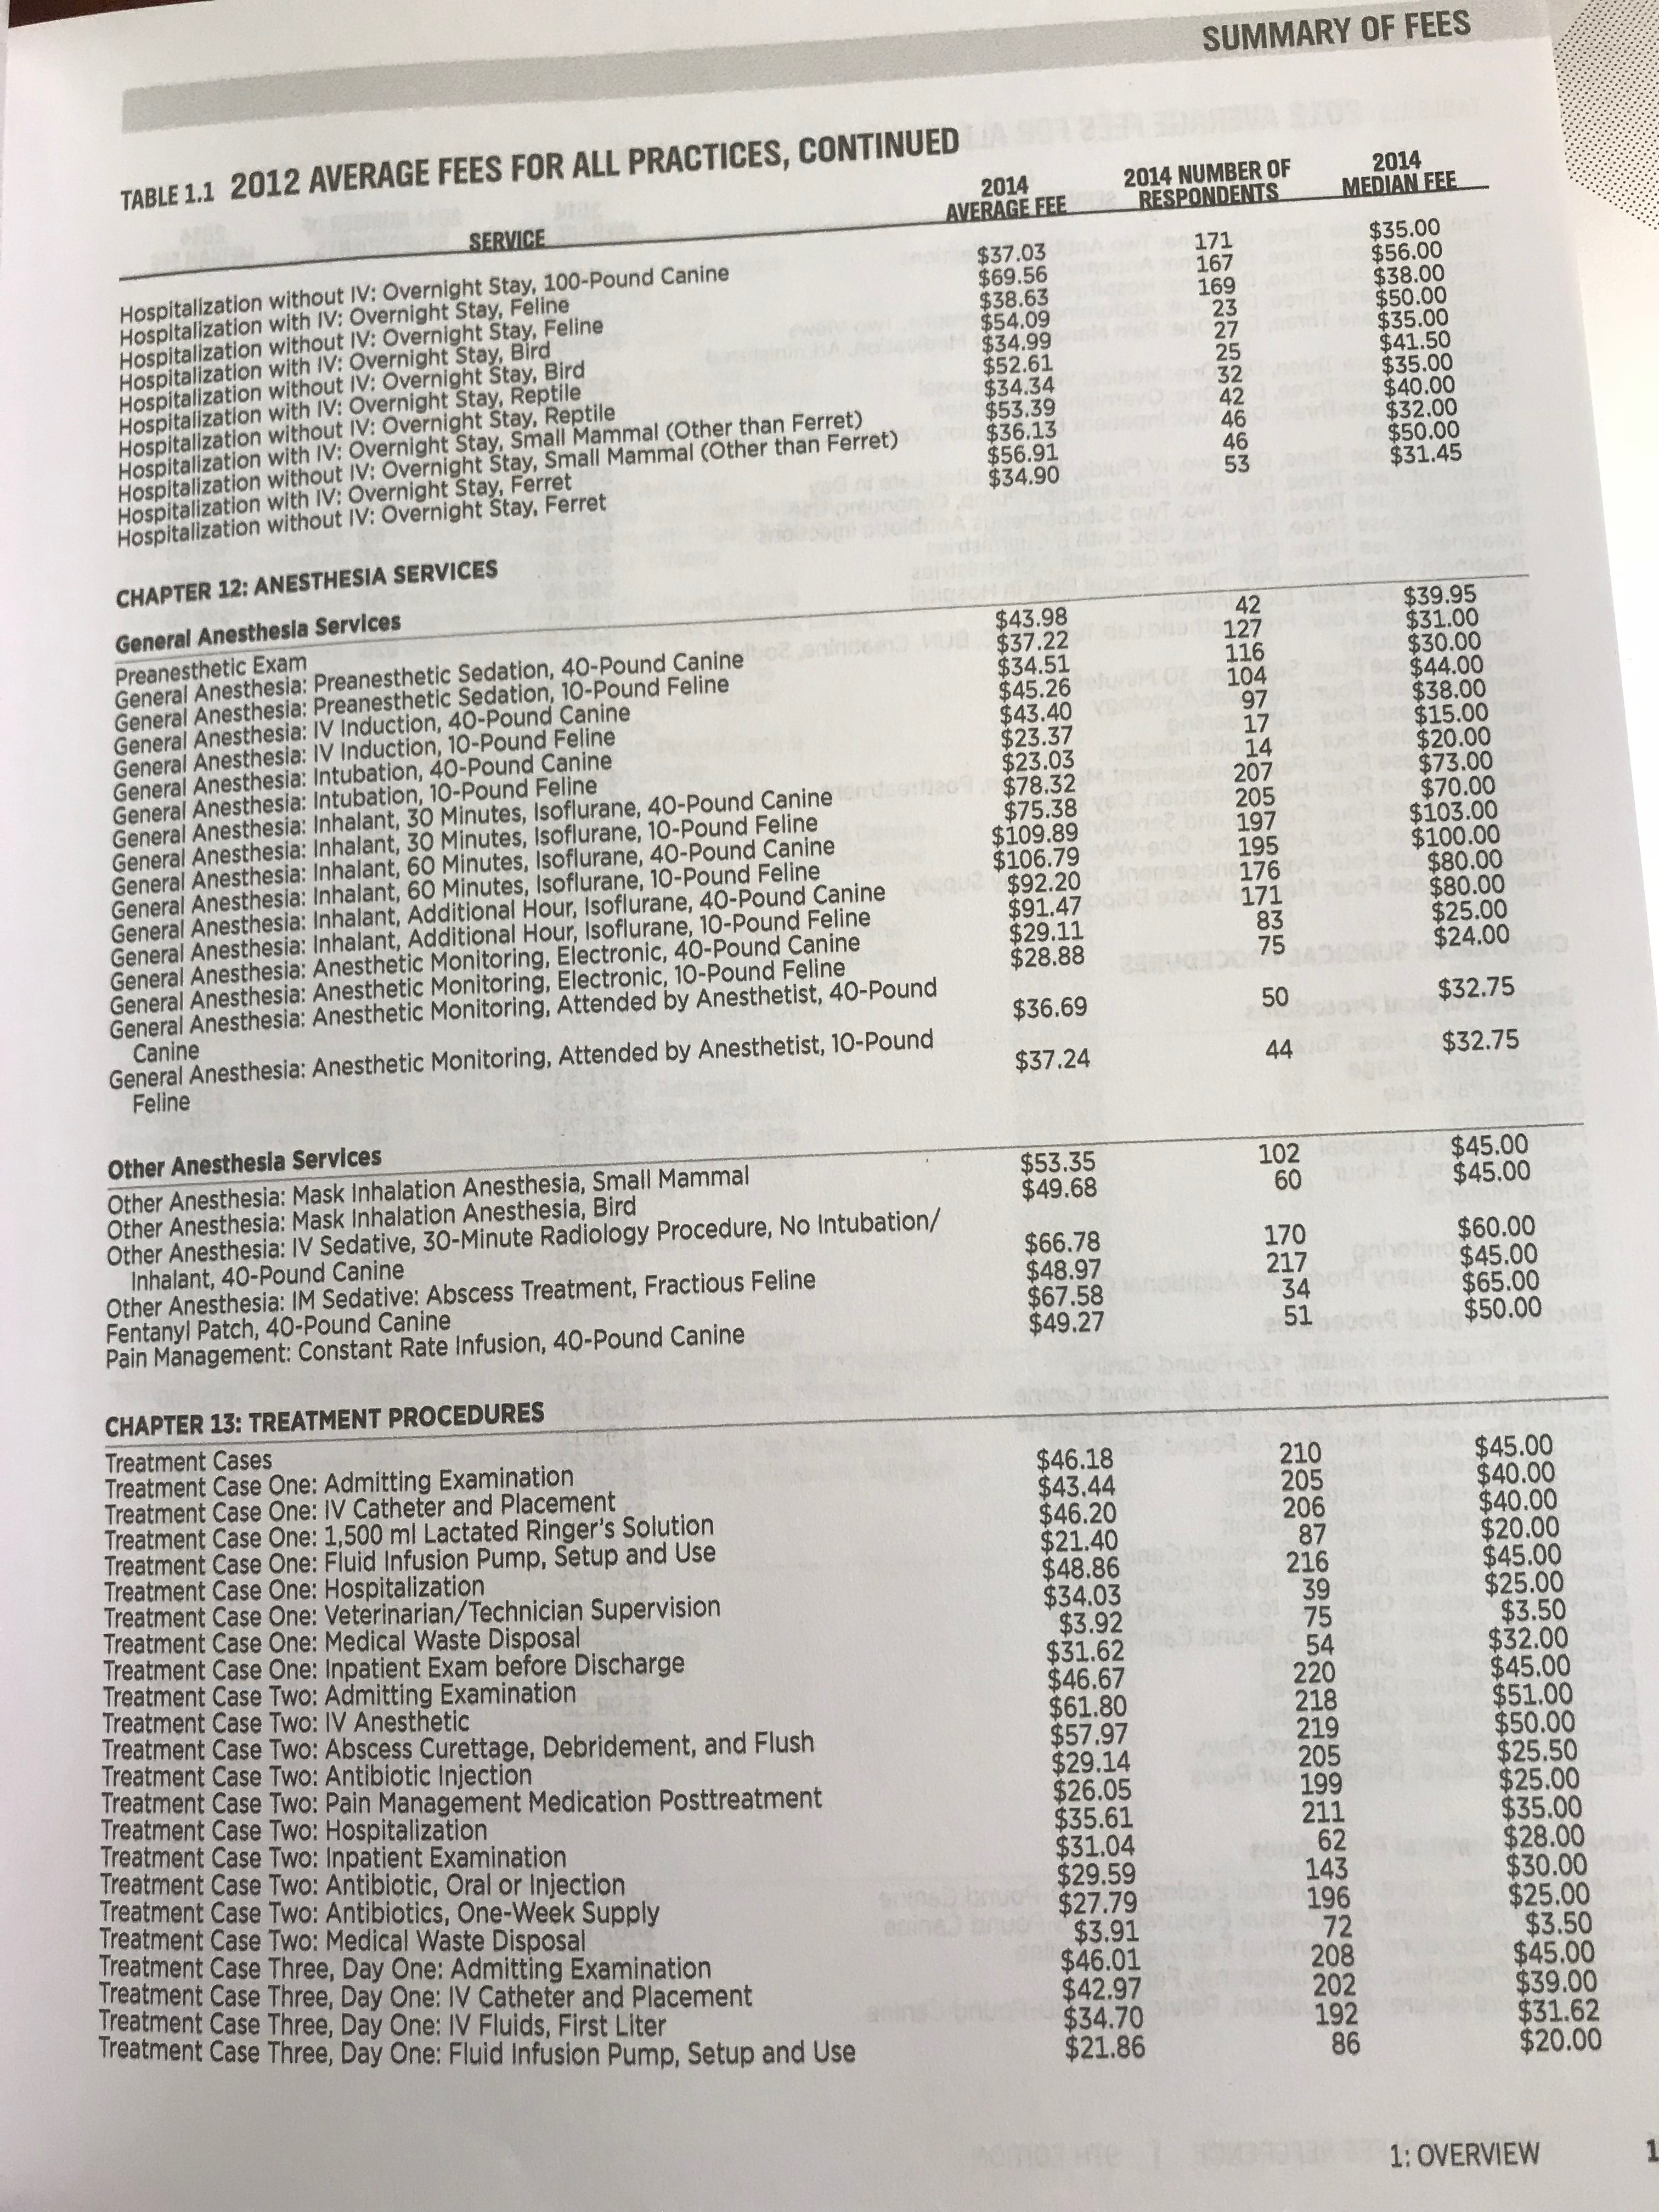 SUMMARY OF FEES
TABLE 1.1 2012 AVERAGE FEES FOR ALL PRACTICES, CONTINUED
SERVICE 2014 AVERAGE FEE 2014 NUMBER OF RESPONDENTS 2014 MEDIAN FEE
Hospitalization without IV: Overnight Stay, 100-Pound Canine $37.03 171 $35.00
Hospitalization with IV: Overnight Stay, Feline $69.56 167 $56.00
Hospitalization without IV: Overnight Stay, Feline $38.63 169 $38.00
Hospitalization with IV: Overnight Stay, Bird $54.09 23 $50.00
Hospitalization without IV: Overnight Stay, Bird $34.99 27 $35.00
Hospitalization with IV: Overnight Stay, Reptile $52.61 25 $41.50
Hospitalization without IV: Overnight Stay, Reptile $34.34 32 $35.00
Hospitalization with IV: Overnight Stay, Small Mammal (Other than Ferret) $53.39 42 $40.00
Hospitalization without IV: Overnight Stay, Small Mammal (Other than Ferret) $36.13 46 $32.00
Hospitalization with IV: Overnight Stay, Ferret $56.91 46 $50.00
Hospitalization without IV: Overnight Stay, Ferret $34.90 53 $31.45
CHAPTER 12: ANESTHESIA SERVICES
General Anesthesia Services
Preanesthetic Exam $43.98 42 $39.95
General Anesthesia: Preanesthetic Sedation, 40-Pound Canine $37.22 127 $31.00
General Anesthesia: Preanesthetic Sedation, 10-Pound Feline $34.51 116 $30.00
General Anesthesia: IV Induction, 40-Pound Canine $45.26 104 $44.00
General Anesthesia: IV Induction, 10-Pound Feline $43.40 97 $38.00
General Anesthesia: Intubation, 40-Pound Canine $23.37 17 $15.00
General Anesthesia: Intubation, 10-Pound Feline $23.03 14 $20.00
General Anesthesia: Inhalant, 30 Minutes, Isoflurane, 40-Pound Canine $78.32 207 $73.00
General Anesthesia: Inhalant, 30 Minutes, Isoflurane, 10-Pound Feline $75.38 205 $70.00
General Anesthesia: Inhalant, 60 Minutes, Isoflurane, 40-Pound Canine $109.89 197 $103.00
General Anesthesia: Inhalant, 60 Minutes, Isoflurane, 10-Pound Feline $106.79 195 $100.00
General Anesthesia: Inhalant, Additional Hour, Isoflurane, 40-Pound Canine $92.20 176 $80.00
General Anesthesia: Inhalant, Additional Hour, Isoflurane, 10-Pound Feline $91.47 171 $80.00
General Anesthesia: Anesthetic Monitoring, Electronic, 40-Pound Canine $29.11 83 $25.00
General Anesthesia: Anesthetic Monitoring, Electronic, 10-Pound Feline $28.88 75 $24.00
General Anesthesia: Anesthetic Monitoring, Attended by Anesthetist, 40-Pound
Canine $36.69 50 $32.75
General Anesthesia: Anesthetic Monitoring, Attended by Anesthetist, 10-Pound
Feline $37.24 44 $32.75
Other Anesthesia Services
Other Anesthesia: Mask Inhalation Anesthesia, Small Mammal $53.35 102 $45.00
Other Anesthesia: Mask Inhalation Anesthesia, Bird $49.68 60 $45.00
Other Anesthesia: IV Sedative, 30-Minute Radiology Procedure, No Intubation/
Inhalant, 40-Pound Canine $66.78 170 $60.00
Other Anesthesia: IM Sedative: Abscess Treatment, Fractious Feline $48.97 217 $45.00
Fentanyl Patch, 40-Pound Canine $67.58 34 $65.00
Pain Management: Constant Rate Infusion, 40-Pound Canine $49.27 51 $50.00
CHAPTER 13: TREATMENT PROCEDURES
Treatment Cases
Treatment Case One: Admitting Examination $46.18 210 $45.00
Treatment Case One: IV Catheter and Placement $43.44 205 $40.00
Treatment Case One: 1,500 ml Lactated Ringer's Solution $46.20 206 $40.00
Treatment Case One: Fluid Infusion Pump, Setup and Use $21.40 87 $20.00
Treatment Case One: Hospitalization $48.86 216 $45.00
Treatment Case One: Veterinarian/Technician Supervision $34.03 39 $25.00
Treatment Case One: Medical Waste Disposal $3.92 75 $3.50
Treatment Case One: Inpatient Exam before Discharge $31.62 54 $32.00
Treatment Case Two: Admitting Examination $46.67 220 $45.00
Treatment Case Two: IV Anesthetic $61.80 218 $51.00
Treatment Case Two: Abscess Curettage, Debridement, and Flush $57.97 219 $50.00
Treatment Case Two: Antibiotic Injection $29.14 205 $25.50
Treatment Case Two: Pain Management Medication Posttreatment $26.05 199 $25.00
Treatment Case Two: Hospitalization $35.61 211 $35.00
Treatment Case Two: Inpatient Examination $31.04 62 $28.00
Treatment Case Two: Antibiotic, Oral or Injection $29.59 143 $30.00
Treatment Case Two: Antibiotics, One-Week Supply $27.79 196 $25.00
Treatment Case Two: Medical Waste Disposal $3.91 72 $3.50
Treatment Case Three, Day One: Admitting Examination $46.01 208 $45.00
Treatment Case Three, Day One: IV Catheter and Placement $42.97 202 $39.00
Treatment Case Three, Day One: IV Fluids, First Liter $34.70 192 $31.62
Treatment Case Three, Day One: Fluid Infusion Pump, Setup and Use $21.86 86 $20.00
1: OVERVIEW 1